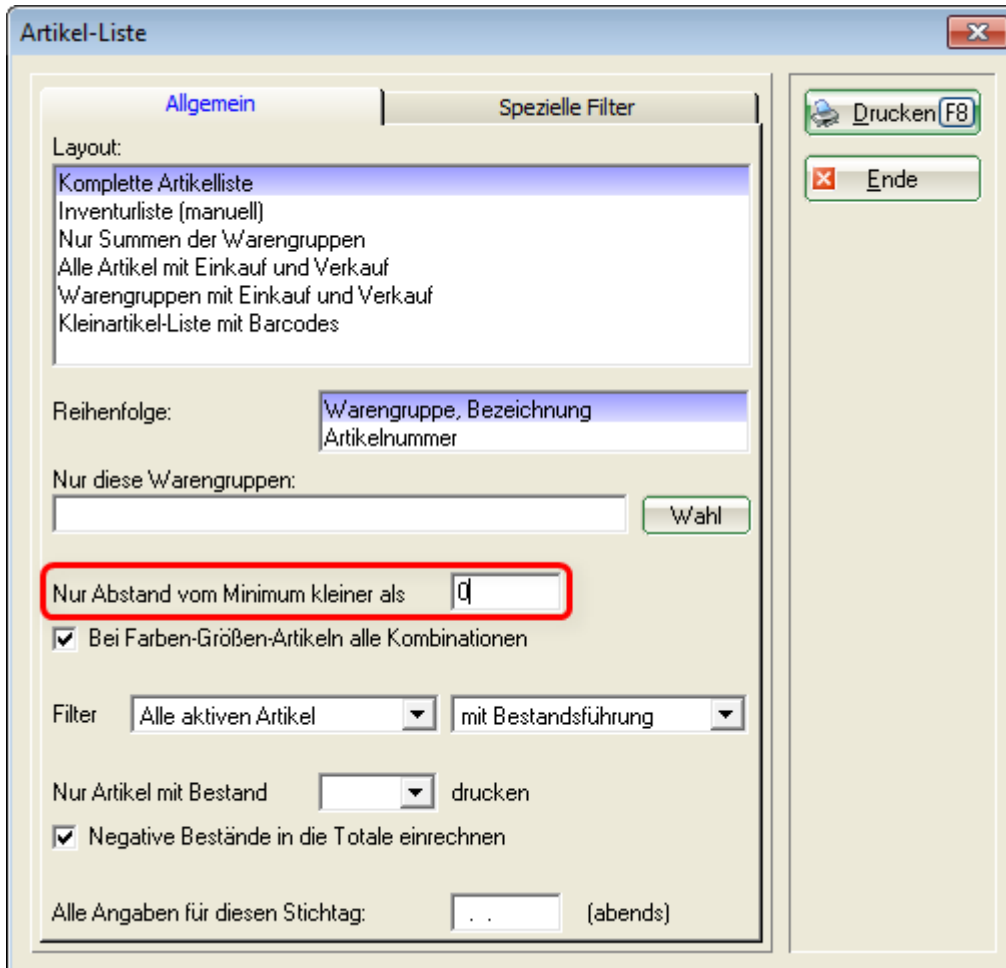 Artikel-Liste
Allgemein
Spezielle Filter
Layout:
Komplette Artikelliste
Inventurliste (manuell)
Nur Summen der Warengruppen
Alle Artikel mit Einkauf und Verkauf
Warengruppen mit Einkauf und Verkauf
Kleinartikel-Liste mit Barcodes
Reihenfolge:
Warengruppe, Bezeichnung
Artikelnummer
Nur diese Warengruppen:
Wahl
Nur Abstand vom Minimum kleiner als 0
Bei Farben-Größen-Artikeln alle Kombinationen
Filter Alle aktiven Artikel mit Bestandsführung
Nur Artikel mit Bestand drucken
Negative Bestände in die Totale einrechnen
Alle Angaben für diesen Stichtag: . . (abends)
Drucken F8
Ende